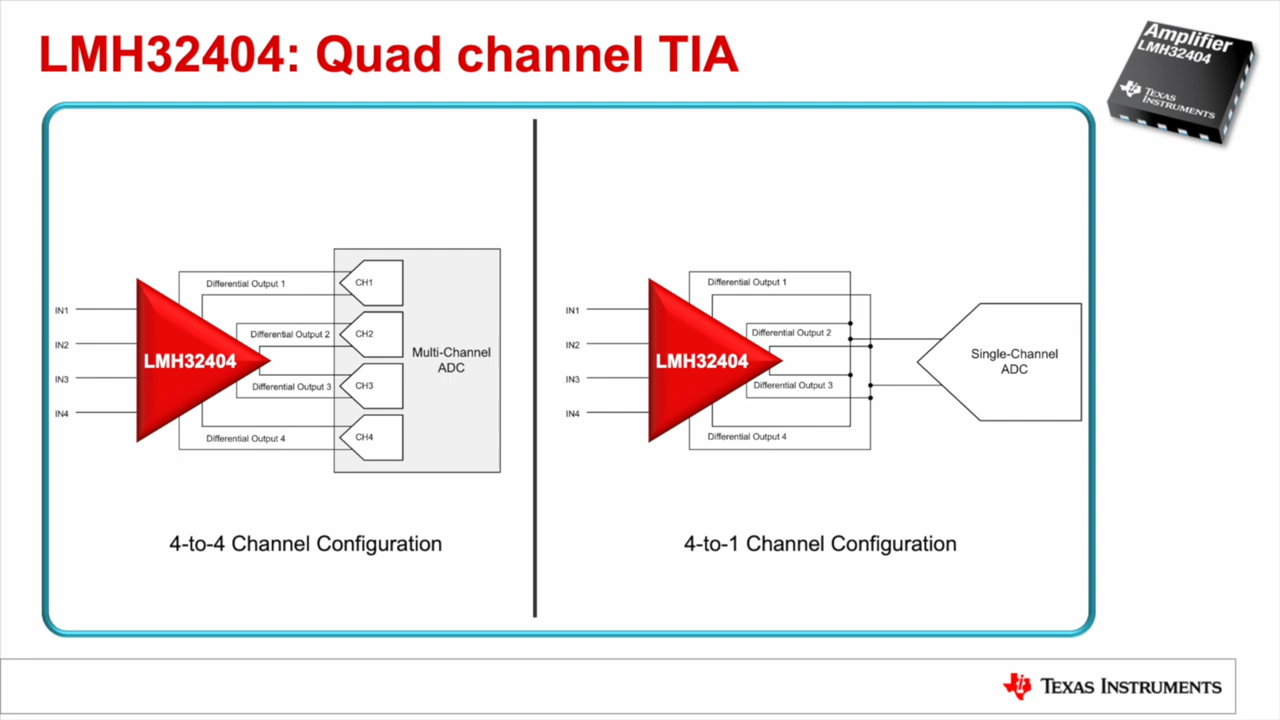 LMH32404: Quad channel TIA
Amplifier
LMH32404
TEXAS
INSTRUMENTS
IN1
IN2
IN3
IN4
LMH32404
Differential Output 1
Differential Output 2
Differential Output 3
Differential Output 4
CH1
CH2
CH3
CH4
Multi-Channel
ADC
4-to-4 Channel Configuration
IN1
IN2
IN3
IN4
LMH32404
Differential Output 1
Differential Output 2
Differential Output 3
Differential Output 4
Single-Channel
ADC
4-to-1 Channel Configuration
TEXAS INSTRUMENTS